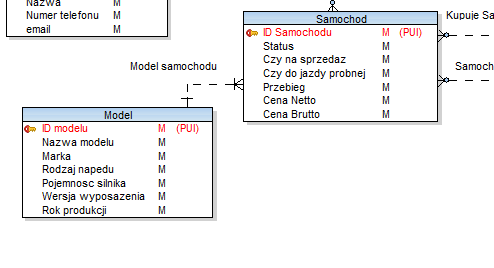 Nazwa M
Numer telefonu M
email M
Samochod
ID Samochodu M (PUI)
Status M
Czy na sprzedaz M
Czy do jazdy probnej M
Przebieg M
Cena Netto M
Cena Brutto M
Kupuje Sa
Samoch
Model samochodu
Model
ID modelu M (PUI)
Nazwa modelu M
Marka M
Rodzaj napedu M
Pojemnosc silnika M
Wersja wyposazenia M
Rok produkcji M